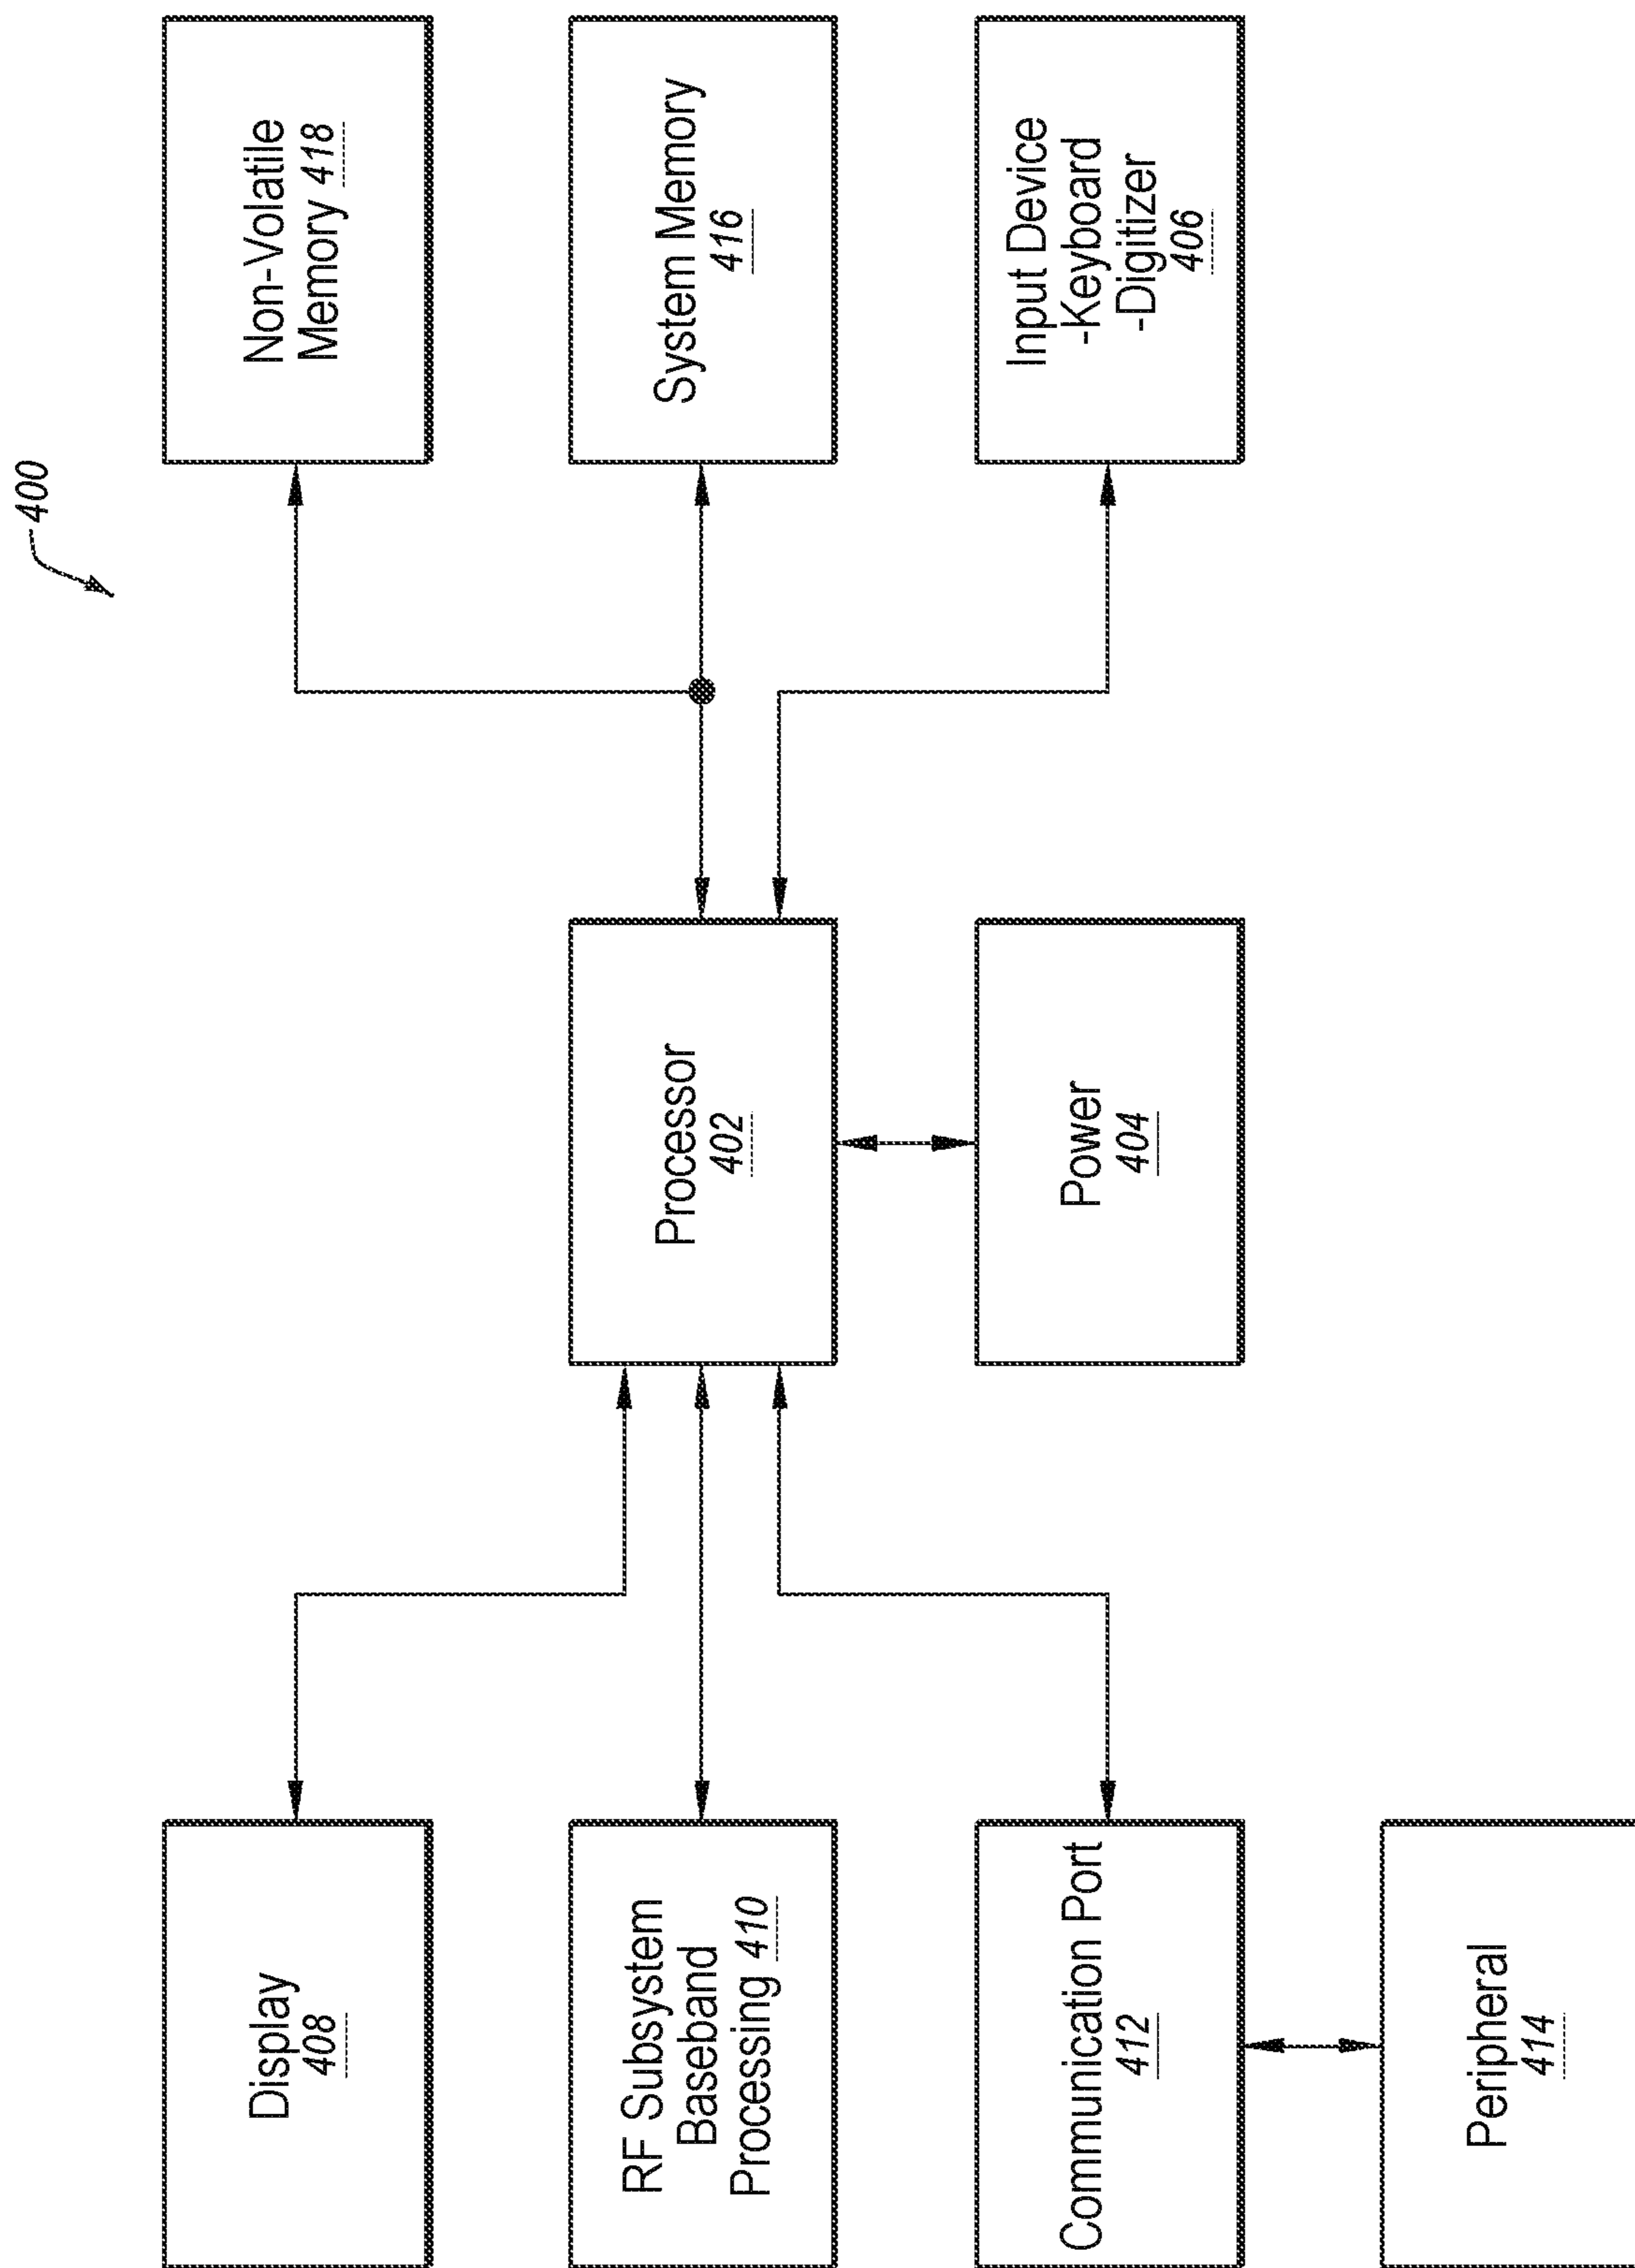 400
Display
408
Non-Volatile
Memory 418
RF Subsystem
Baseband
Processing 410
Processor
402
System Memory
416
Communication Port
412
Power
404
Input Device
-Keyboard
-Digitizer
406
Peripheral
414